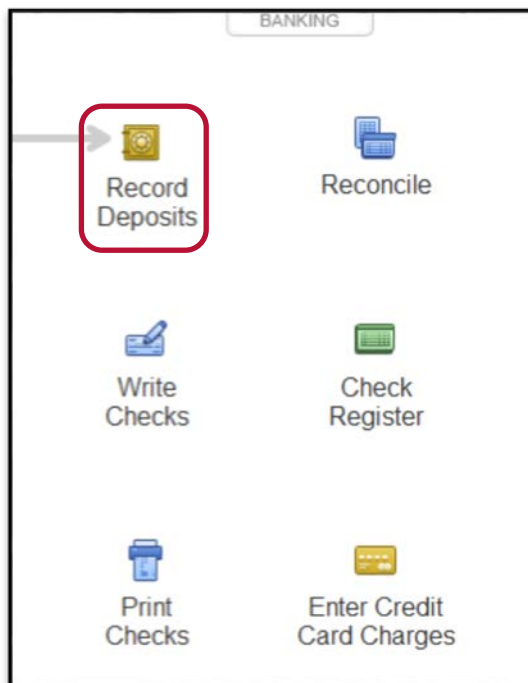 BANKING
Record
Deposits
Reconcile
Write
Checks
Check
Register
Print
Checks
Enter Credit
Card Charges